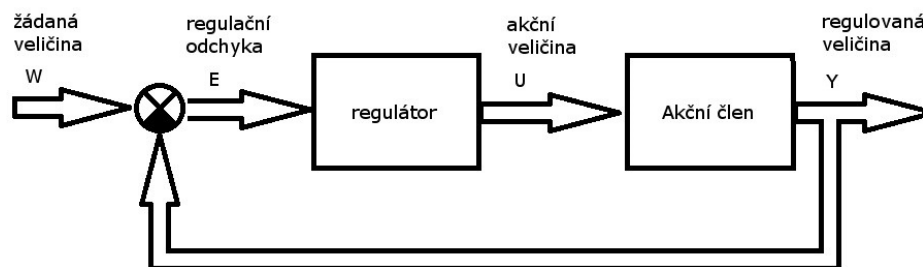 žádaná
veličina
W
regulační
odchyka
E
regulátor
akční
veličina
U
Akční člen
regulovaná
veličina
Y